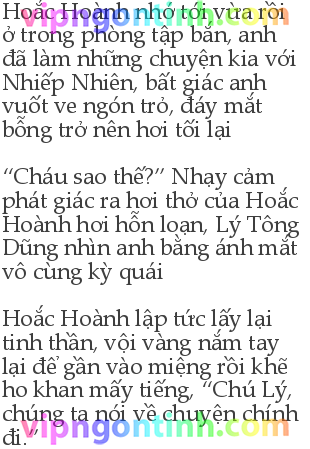 Hoắc Hoành nhớ tới vừa rồi
ở trong phòng tập bắn, anh
đã làm những chuyện kia với
Nhiếp Nhiên, bất giác anh
vuốt ve ngón trỏ, đáy mắt
bỗng trở nên hơi tối lại
“Cháu sao thế?” Nhạy cảm
phát giác ra hơi thở của Hoắc
Hoành hơi hỗn loạn, Lý Tông
Dũng nhìn anh bằng ánh mắt
vô cùng kỳ quái
Hoắc Hoành lập tức lấy lại
tinh thần, vội vàng nắm tay
lại để gần vào miệng rồi khẽ
ho khan mấy tiếng, “Chú Lý,
chúng ta nói về chuyện chính
đi.”
vipngontinh.com
vipngontinh.com